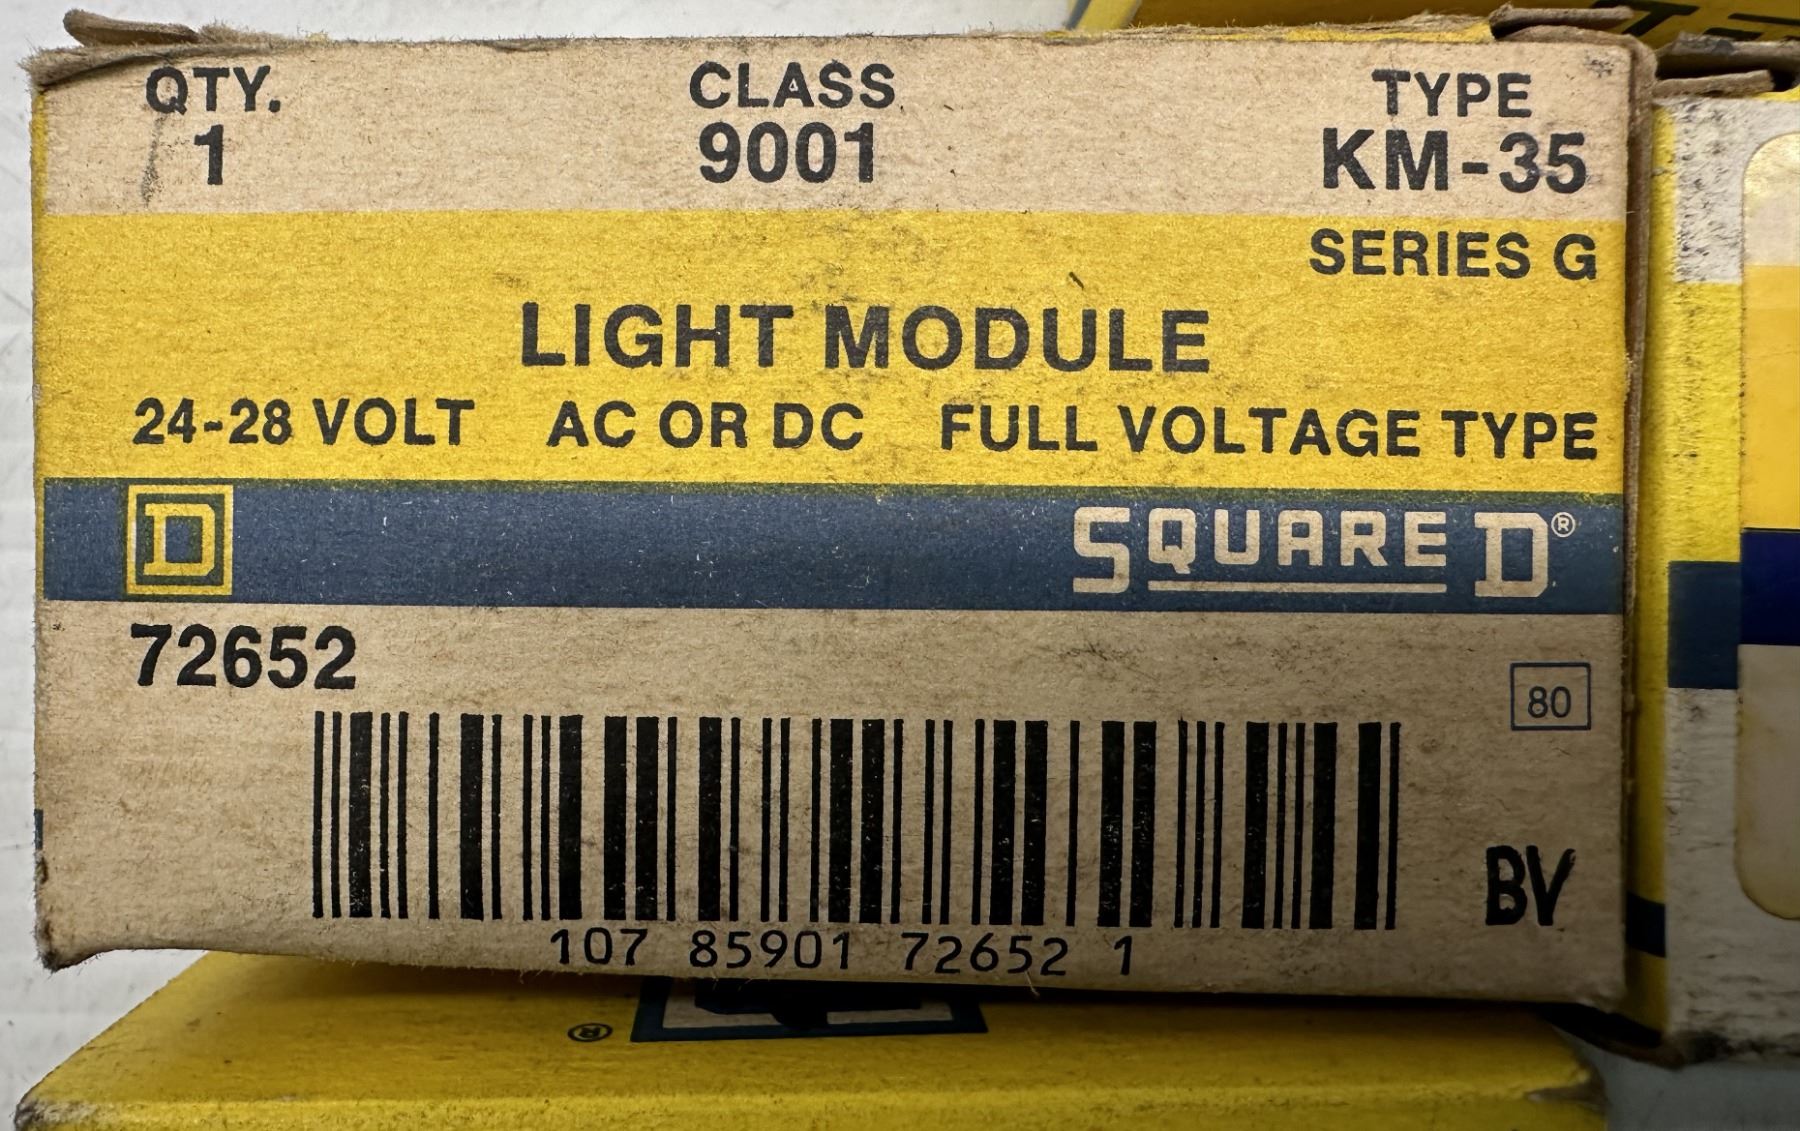 QTY. CLASS TYPE
1 9001 KM-35
SERIES G
LIGHT MODULE
24-28 VOLT AC OR DC FULL VOLTAGE TYPE
D SQUARE D®
72652
80
BV
107 85901 72652 1
®